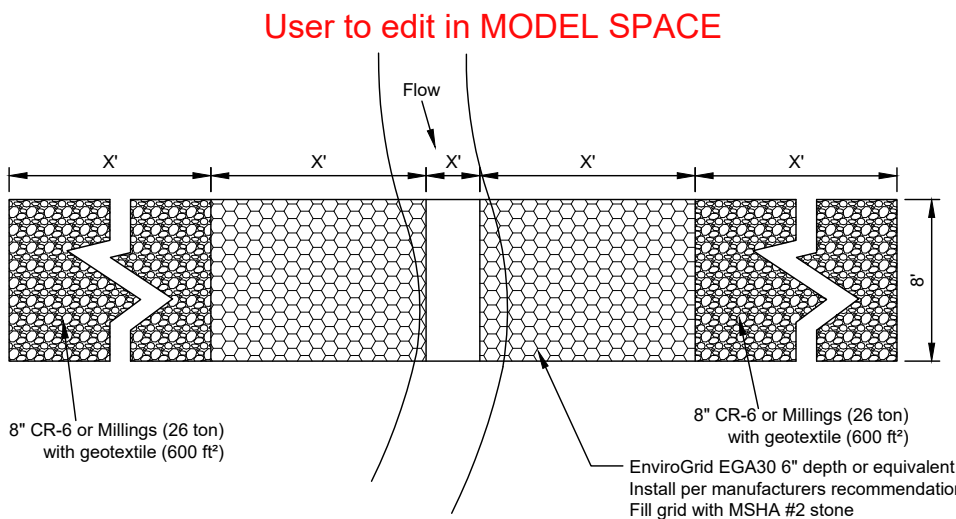 User to edit in MODEL SPACE
Flow
X' X' X' X' X'
8'
8" CR-6 or Millings (26 ton)
with geotextile (600 ft²)
8" CR-6 or Millings (26 ton)
with geotextile (600 ft²)
EnviroGrid EGA30 6" depth or equivalent
Install per manufacturers recommendation
Fill grid with MSHA #2 stone